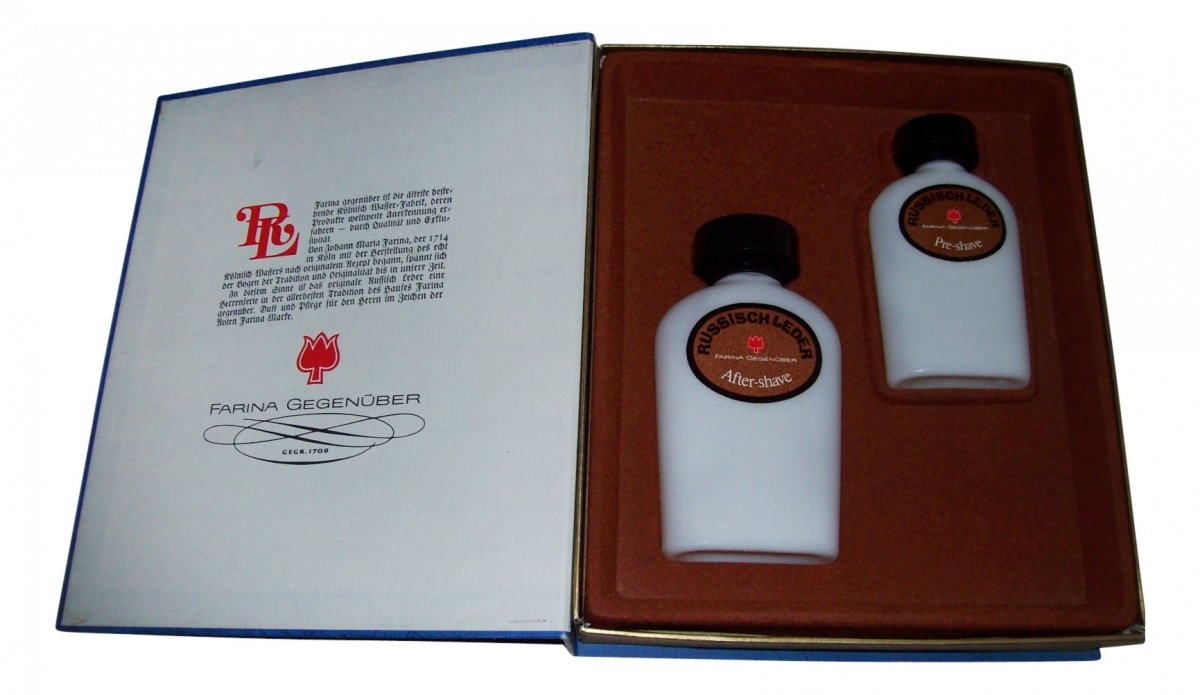 RL
Farina gegenüber ist die älteste beste-
hende Kölnisch Wasser-Fabrik, deren
Produkte weltweite Anerkennung er-
fahren — durch Qualität und Exklu-
sivität.
Von Johann Maria Farina, der 1714
in Köln mit der Herstellung des echt
Kölnisch Wassers nach originalem Rezept begann, spannt sich
der Bogen der Tradition und Originalität bis in unsere Zeit.
In diesem Sinne ist das originale Russisch Leder eine
Herrenserie in der allerbesten Tradition des Hauses Farina
gegenüber. Duft und Pflege für den Herrn im Zeichen der
Roten Farina Marke.
FARINA GEGENÜBER
GEGR. 1709
RUSSISCH LEDER
FARINA GEGENÜBER
After-shave
RUSSISCH LEDER
FARINA GEGENÜBER
Pre-shave